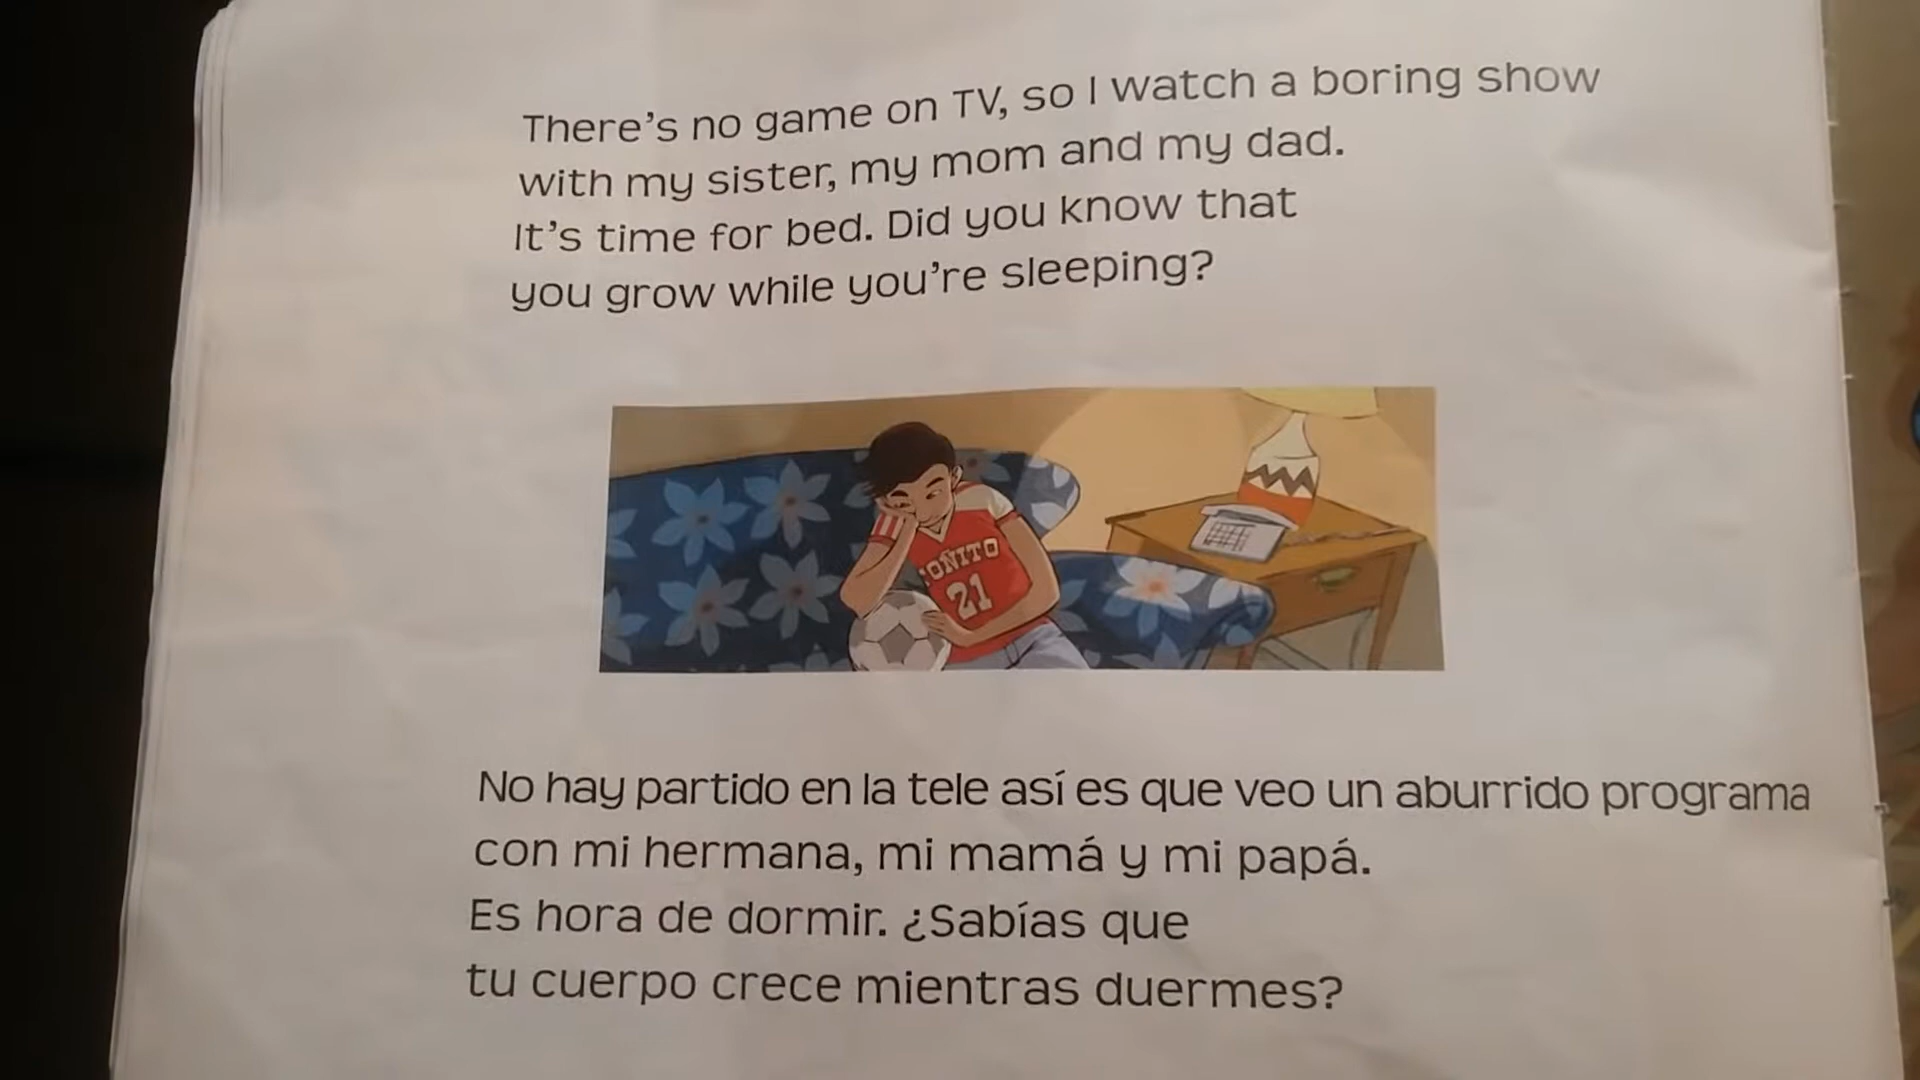 There's no game on TV, so I watch a boring show
with my sister, my mom and my dad.
It's time for bed. Did you know that
you grow while you're sleeping?
OÑITO
21
No hay partido en la tele así es que veo un aburrido programa
con mi hermana, mi mamá y mi papá.
Es hora de dormir. ¿Sabías que
tu cuerpo crece mientras duermes?